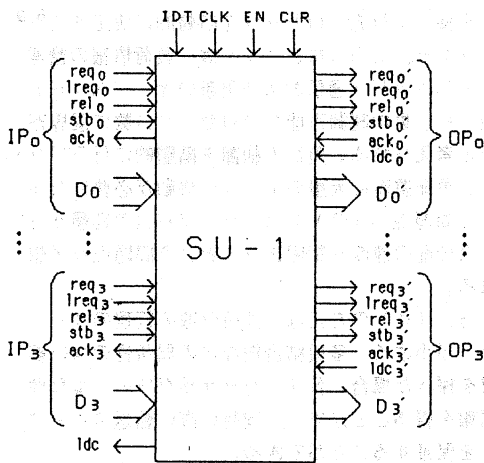 IDT CLK EN CLR
req₀ req₀′
lreq₀ lreq₀′
rel₀ rel₀′
stb₀ stb₀′
IP₀ ack₀ ack₀′ OP₀
ldc₀′
D₀ D₀′
SU-1
req₃ req₃′
lreq₃ lreq₃′
rel₃ rel₃′
stb₃ stb₃′
IP₃ ack₃ ack₃′ OP₃
ldc₃′
D₃ D₃′
ldc